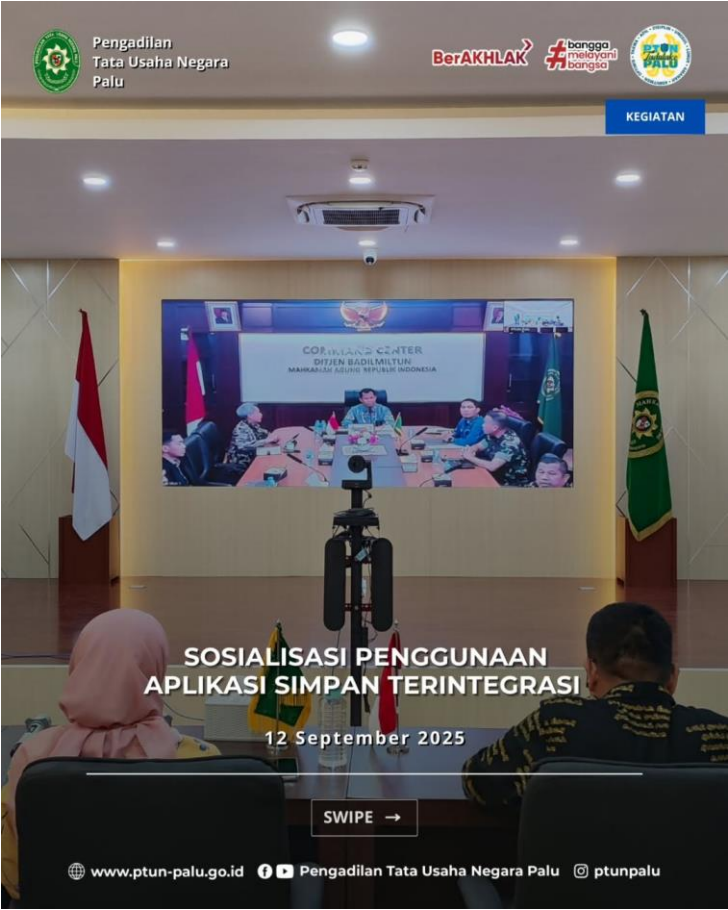 Pengadilan
Tata Usaha Negara
Palu
BerAKHLAK
# bangga
melayani
bangsa
PTUN
PALU
KEGIATAN
COMMAND CENTER
DITJEN BADILMILTUN
MAHKAMAH AGUNG REPUBLIK INDONESIA
SOSIALISASI PENGGUNAAN
APLIKASI SIMPAN TERINTEGRASI
12 September 2025
SWIPE →
www.ptun-palu.go.id Pengadilan Tata Usaha Negara Palu ptunpalu